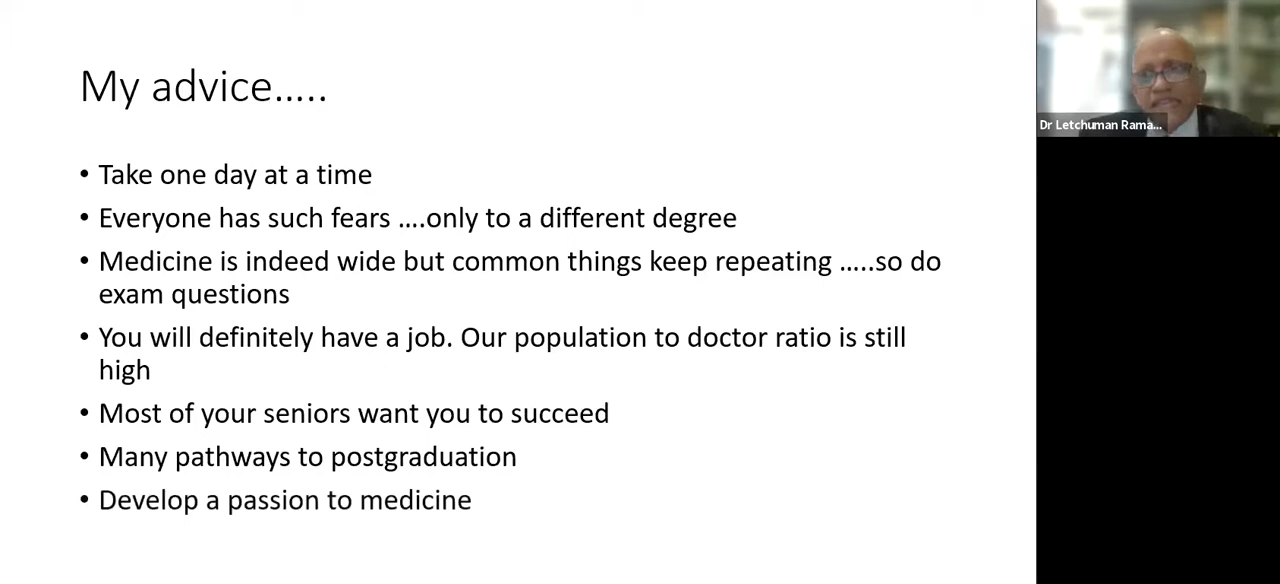 My advice.....
• Take one day at a time
• Everyone has such fears ....only to a different degree
• Medicine is indeed wide but common things keep repeating .....so do
exam questions
• You will definitely have a job. Our population to doctor ratio is still
high
• Most of your seniors want you to succeed
• Many pathways to postgraduation
• Develop a passion to medicine
Dr Letchuman Rama...